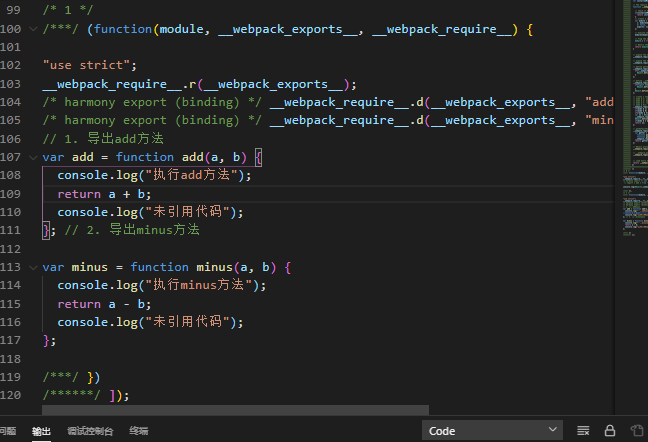 99 /* 1 */
100 /***/ (function(module, __webpack_exports__, __webpack_require__) {
101
102 "use strict";
103 __webpack_require__.r(__webpack_exports__);
104 /* harmony export (binding) */ __webpack_require__.d(__webpack_exports__, "add
105 /* harmony export (binding) */ __webpack_require__.d(__webpack_exports__, "min
106 // 1. 导出add方法
107 var add = function add(a, b) {
108 console.log("执行add方法");
109 return a + b;
110 console.log("未引用代码");
111 }; // 2. 导出minus方法
112
113 var minus = function minus(a, b) {
114 console.log("执行minus方法");
115 return a - b;
116 console.log("未引用代码");
117 };
118
119 /***/ })
120 /******/ ]);
问题 输出 调试控制台 终端 Code